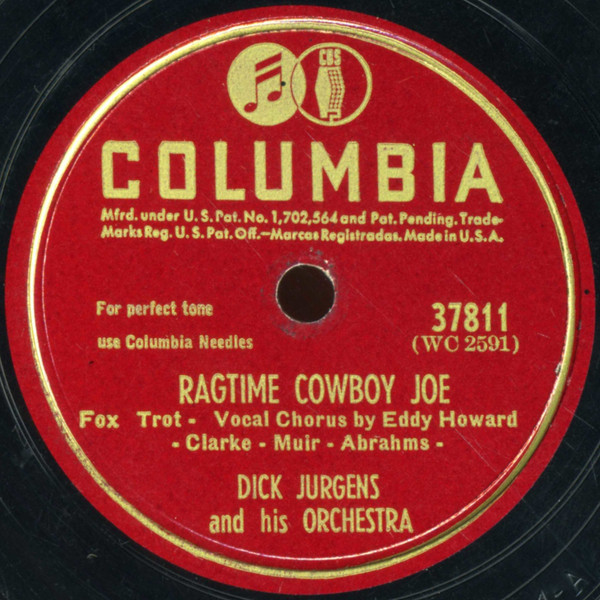 CBS
COLUMBIA
Mfrd. under U.S. Pat. No. 1,702,564 and Pat. Pending. Trade-
Marks Reg. U.S. Pat. Off.—Marcas Registradas. Made in U.S.A.
For perfect tone
use Columbia Needles
37811
(WC 2591)
RAGTIME COWBOY JOE
Fox Trot - Vocal Chorus by Eddy Howard
- Clarke - Muir - Abrahms -
DICK JURGENS
and his ORCHESTRA